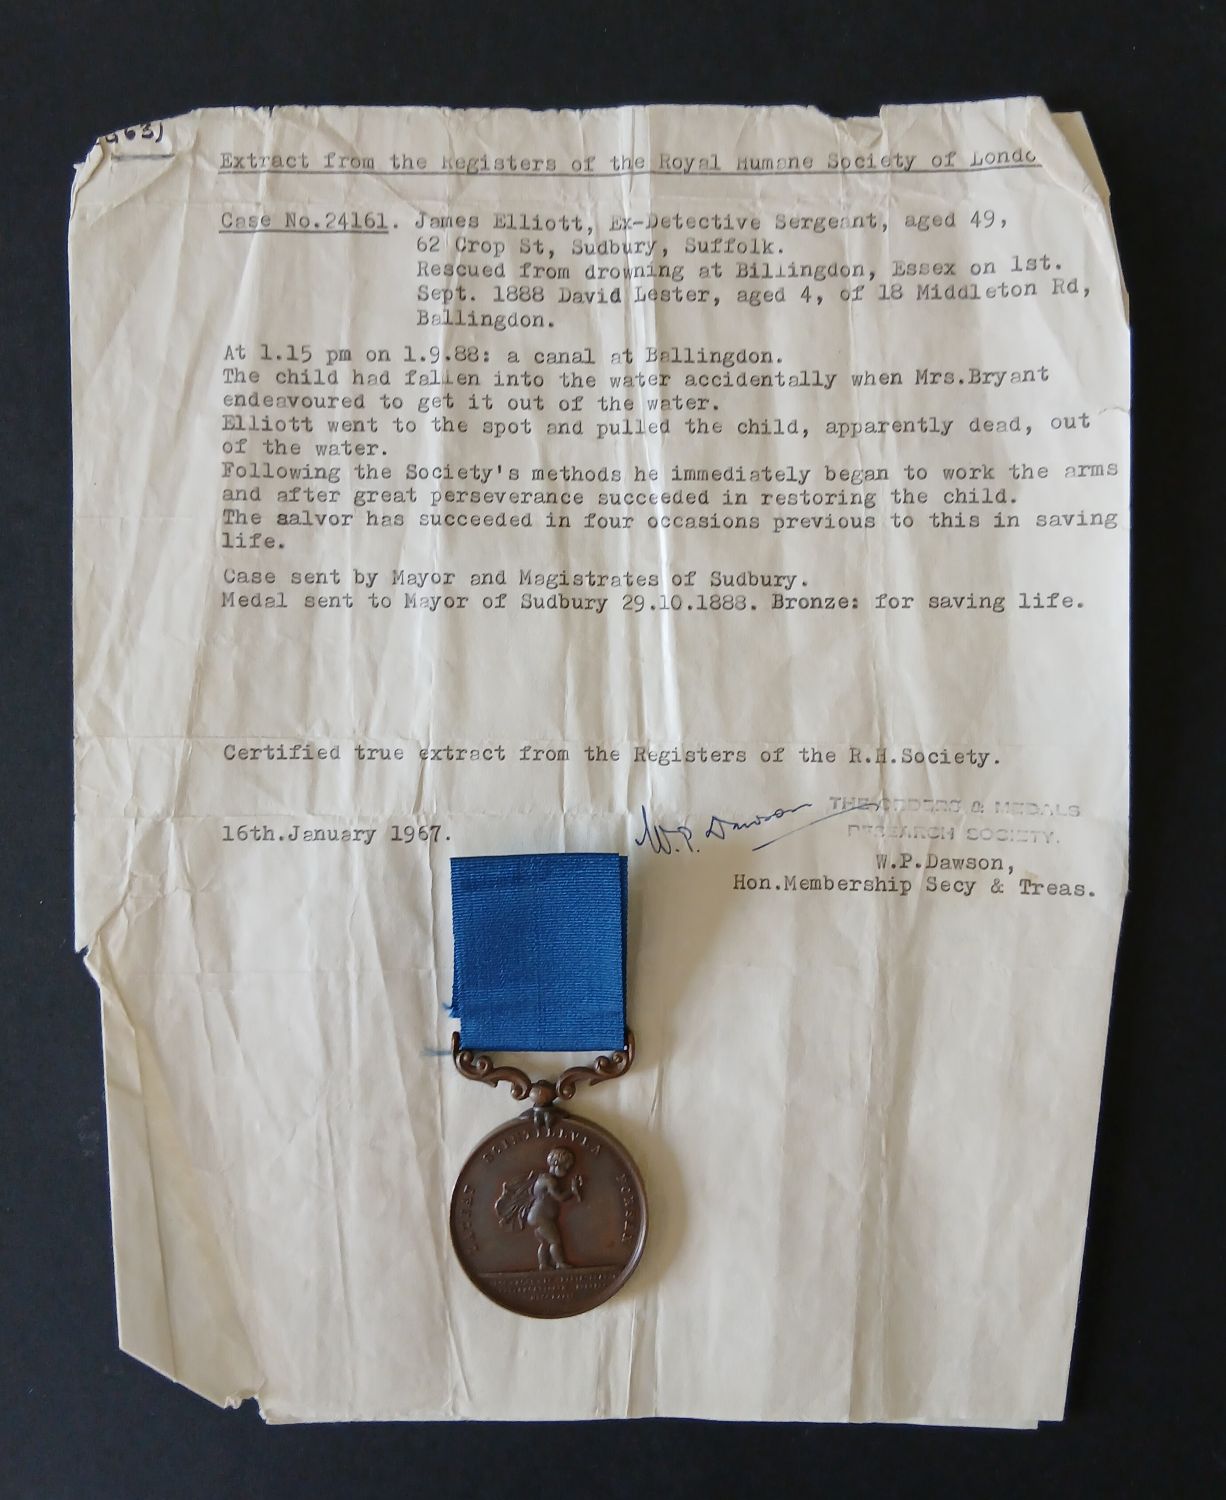 63)
Extract from the Registers of the Royal Humane Society of Londo
Case No.24161. James Elliott, Ex-Detective Sergeant, aged 49,
62 Crop St, Sudbury, Suffolk.
Rescued from drowning at Billingdon, Essex on 1st.
Sept. 1888 David Lester, aged 4, of 18 Middleton Rd,
Ballingdon.
At 1.15 pm on 1.9.88: a canal at Ballingdon.
The child had fallen into the water accidentally when Mrs.Bryant
endeavoured to get it out of the water.
Elliott went to the spot and pulled the child, apparently dead, out
of the water.
Following the Society's methods he immediately began to work the arms
and after great perseverance succeeded in restoring the child.
The salvor has succeeded in four occasions previous to this in saving
life.
Case sent by Mayor and Magistrates of Sudbury.
Medal sent to Mayor of Sudbury 29.10.1888. Bronze: for saving life.
Certified true extract from the Registers of the R.H.Society.
16th.January 1967.
W.P. Dawson
THE ORDERS & MEDALS
RESEARCH SOCIETY.
W.P.Dawson,
Hon.Membership Secy & Treas.
LATEAT SCINTILLVLA FORSAN